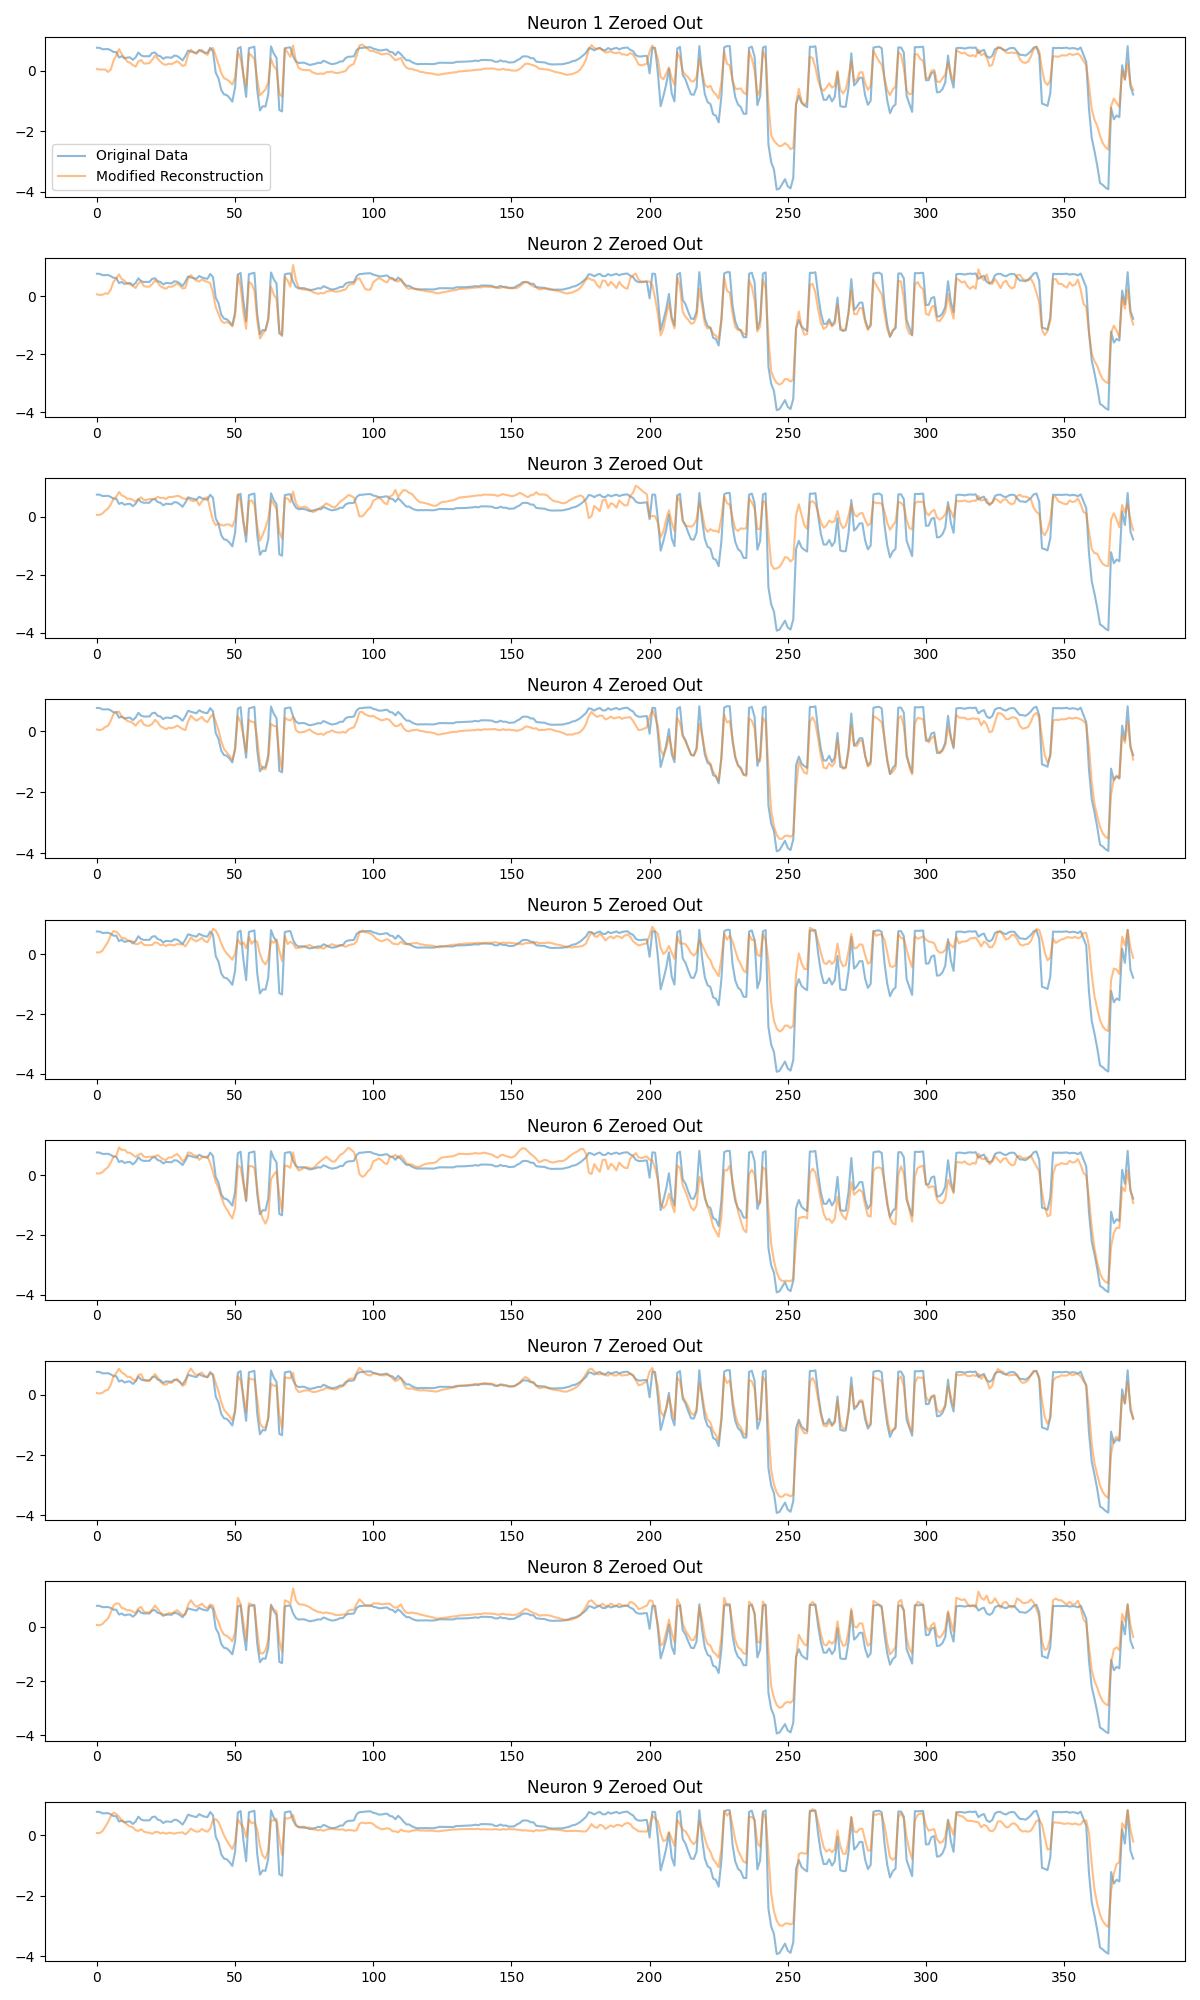 Neuron 1 Zeroed Out
0
−2
−4
Original Data
Modified Reconstruction
0 50 100 150 200 250 300 350
Neuron 2 Zeroed Out
0
−2
−4
0 50 100 150 200 250 300 350
Neuron 3 Zeroed Out
0
−2
−4
0 50 100 150 200 250 300 350
Neuron 4 Zeroed Out
0
−2
−4
0 50 100 150 200 250 300 350
Neuron 5 Zeroed Out
0
−2
−4
0 50 100 150 200 250 300 350
Neuron 6 Zeroed Out
0
−2
−4
0 50 100 150 200 250 300 350
Neuron 7 Zeroed Out
0
−2
−4
0 50 100 150 200 250 300 350
Neuron 8 Zeroed Out
0
−2
−4
0 50 100 150 200 250 300 350
Neuron 9 Zeroed Out
0
−2
−4
0 50 100 150 200 250 300 350